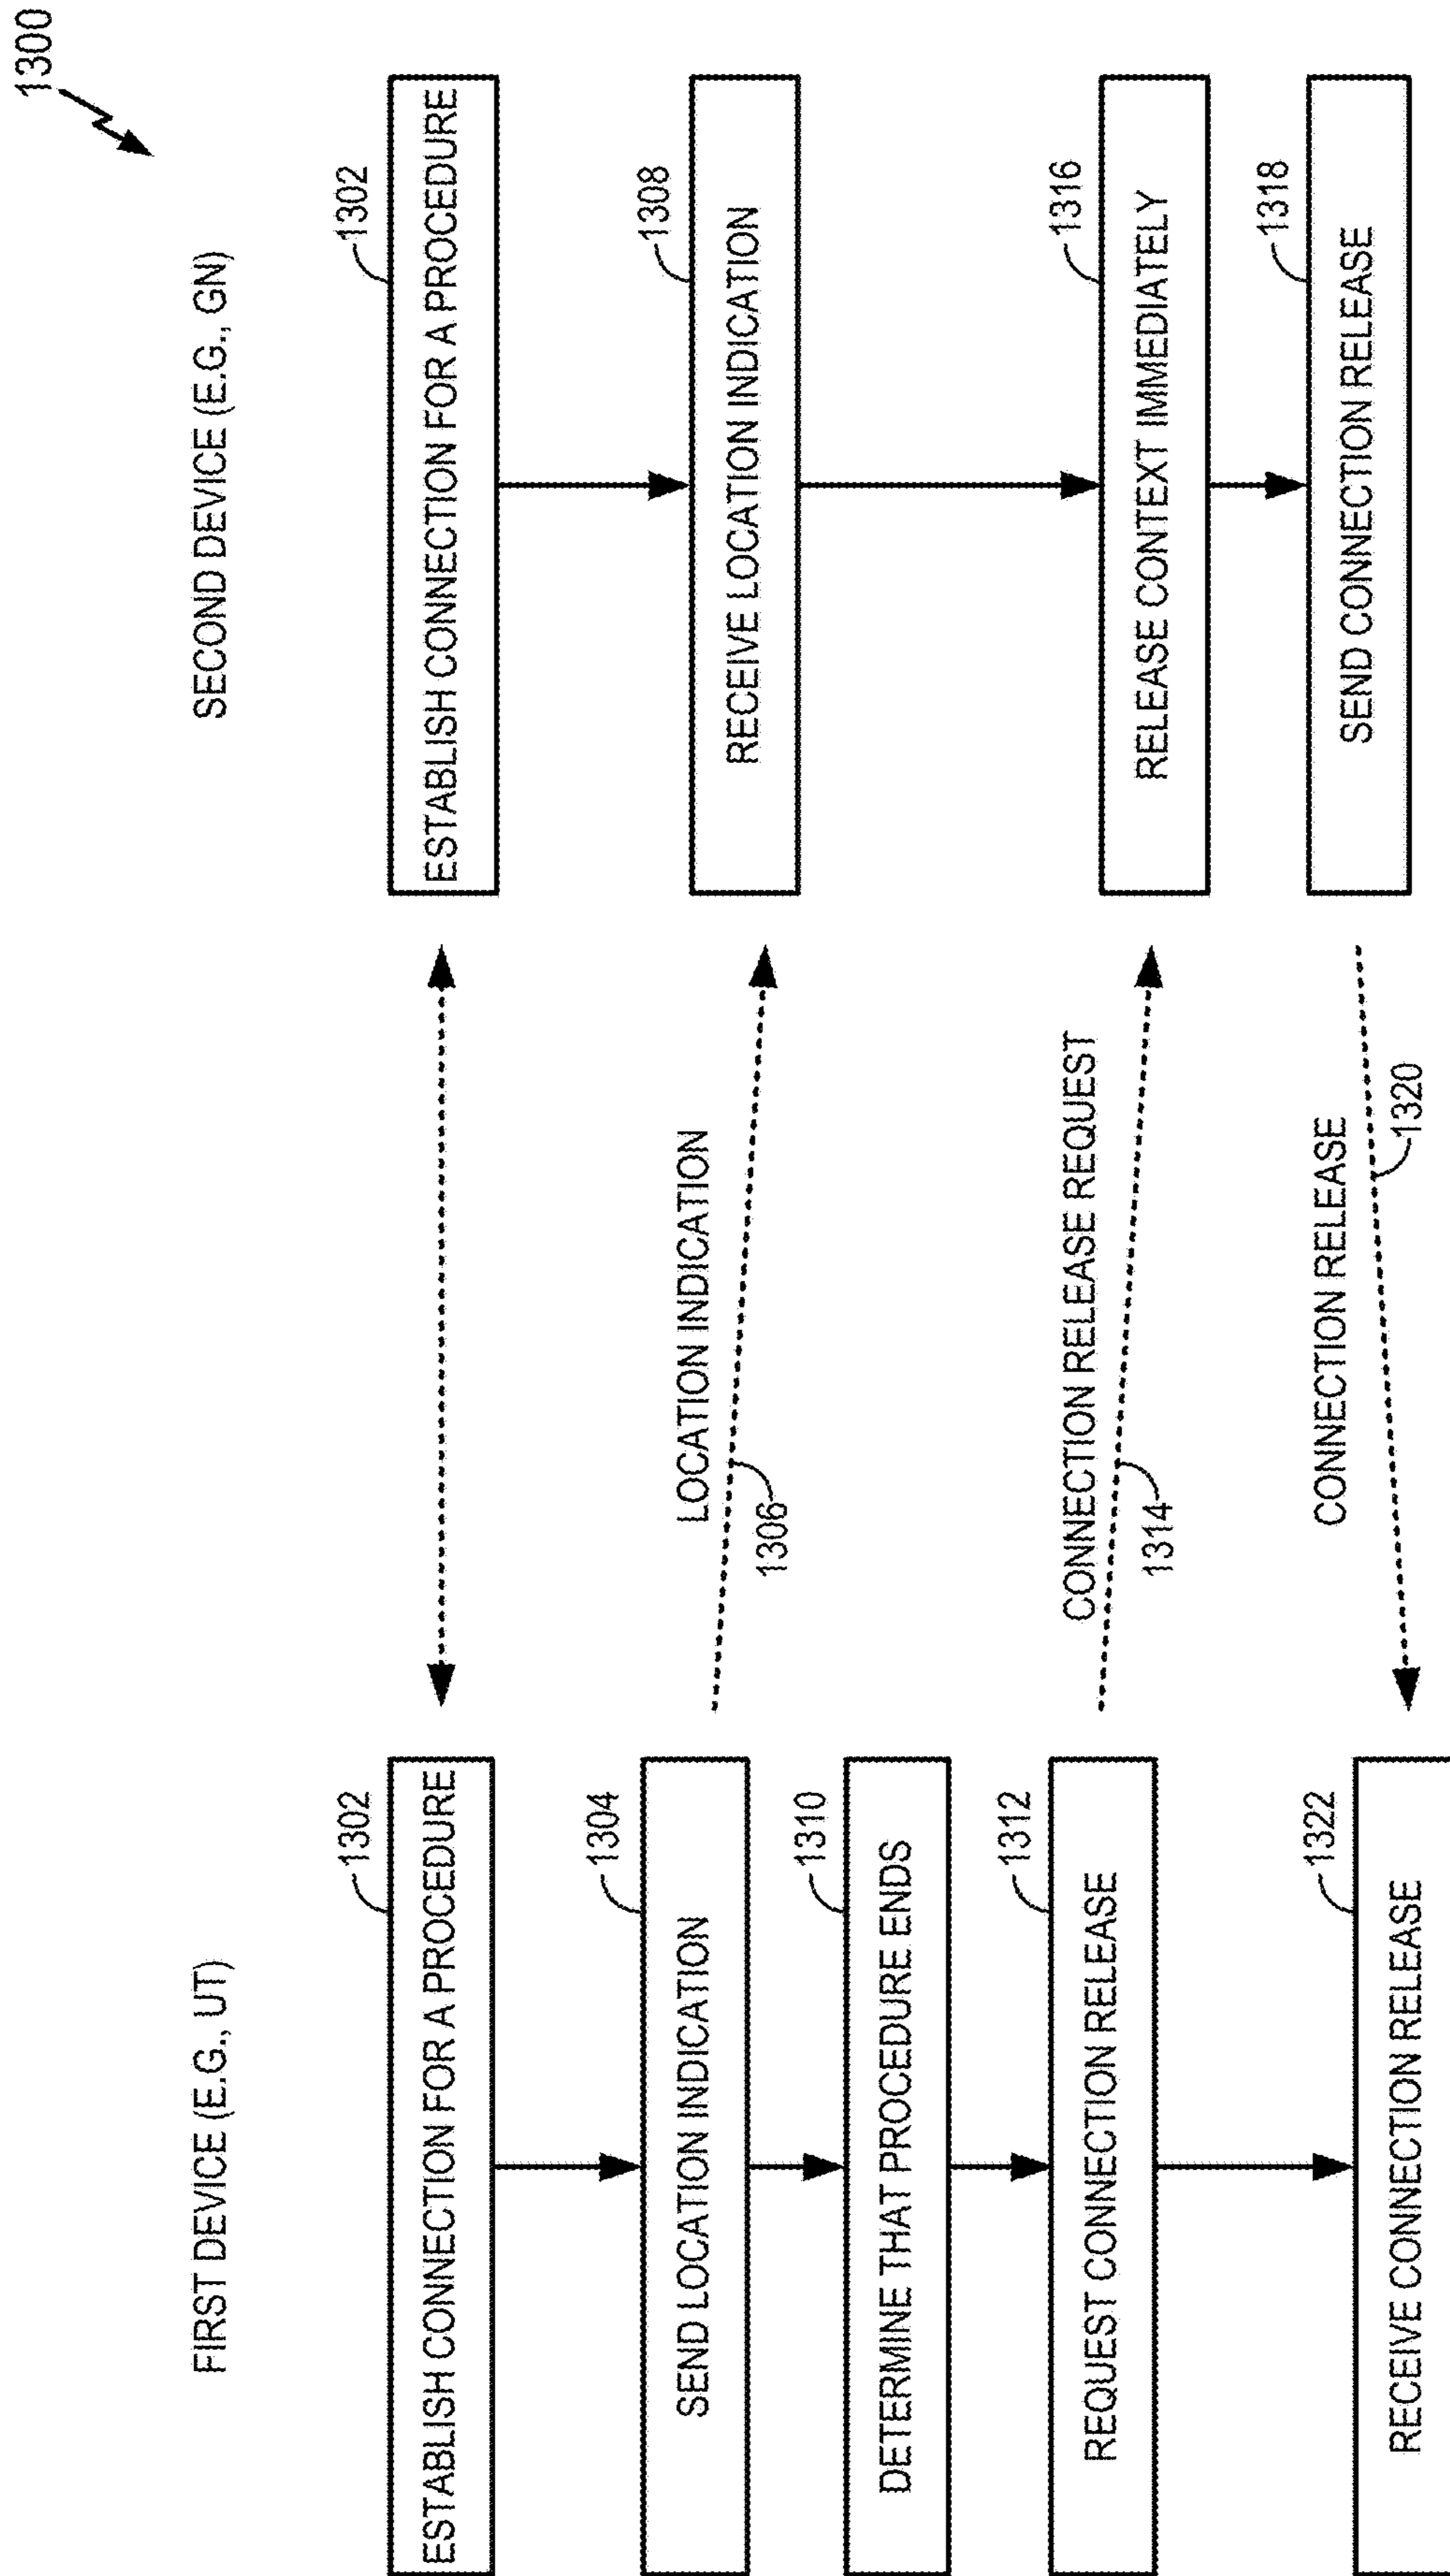 1300
FIRST DEVICE (E.G., UT)
SECOND DEVICE (E.G., GN)
1302
ESTABLISH CONNECTION FOR A PROCEDURE
1302
ESTABLISH CONNECTION FOR A PROCEDURE
1304
SEND LOCATION INDICATION
LOCATION INDICATION
1306
1308
RECEIVE LOCATION INDICATION
1310
DETERMINE THAT PROCEDURE ENDS
1312
REQUEST CONNECTION RELEASE
CONNECTION RELEASE REQUEST
1314
1316
RELEASE CONTEXT IMMEDIATELY
1318
SEND CONNECTION RELEASE
CONNECTION RELEASE
1320
1322
RECEIVE CONNECTION RELEASE